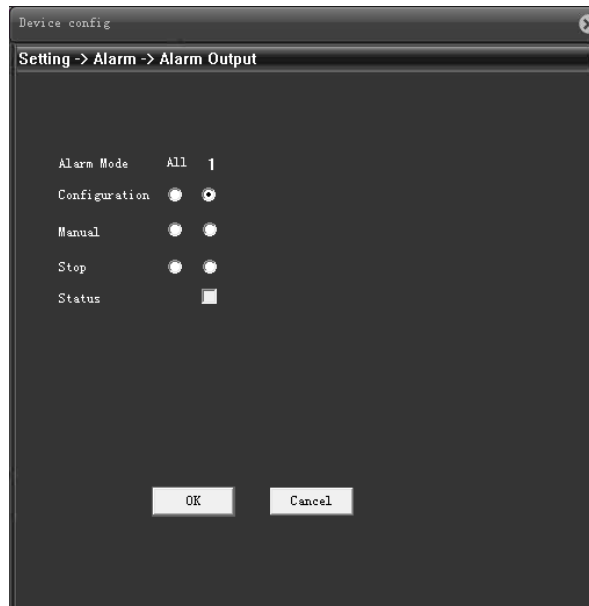 Device config
Setting -> Alarm -> Alarm Output
Alarm Mode All 1
Configuration
Manual
Stop
Status
OK Cancel